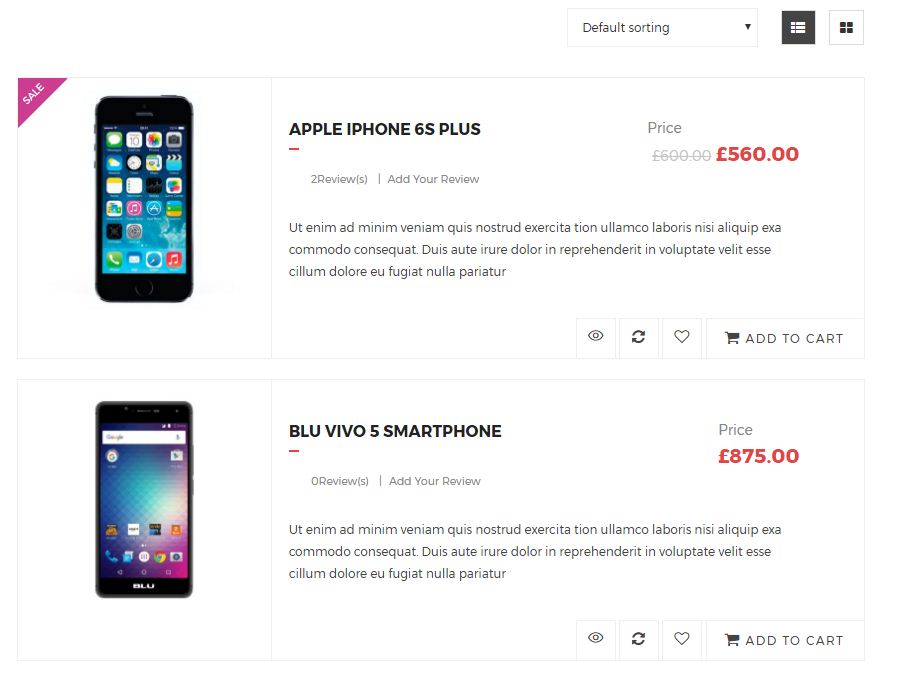 Default sorting
SALE
APPLE IPHONE 6S PLUS
Price
£600.00 £560.00
2Review(s) | Add Your Review
Ut enim ad minim veniam quis nostrud exercita tion ullamco laboris nisi aliquip exa
commodo consequat. Duis aute irure dolor in reprehenderit in voluptate velit esse
cillum dolore eu fugiat nulla pariatur
ADD TO CART
Google
BLU
BLU VIVO 5 SMARTPHONE
Price
£875.00
0Review(s) | Add Your Review
Ut enim ad minim veniam quis nostrud exercita tion ullamco laboris nisi aliquip exa
commodo consequat. Duis aute irure dolor in reprehenderit in voluptate velit esse
cillum dolore eu fugiat nulla pariatur
ADD TO CART